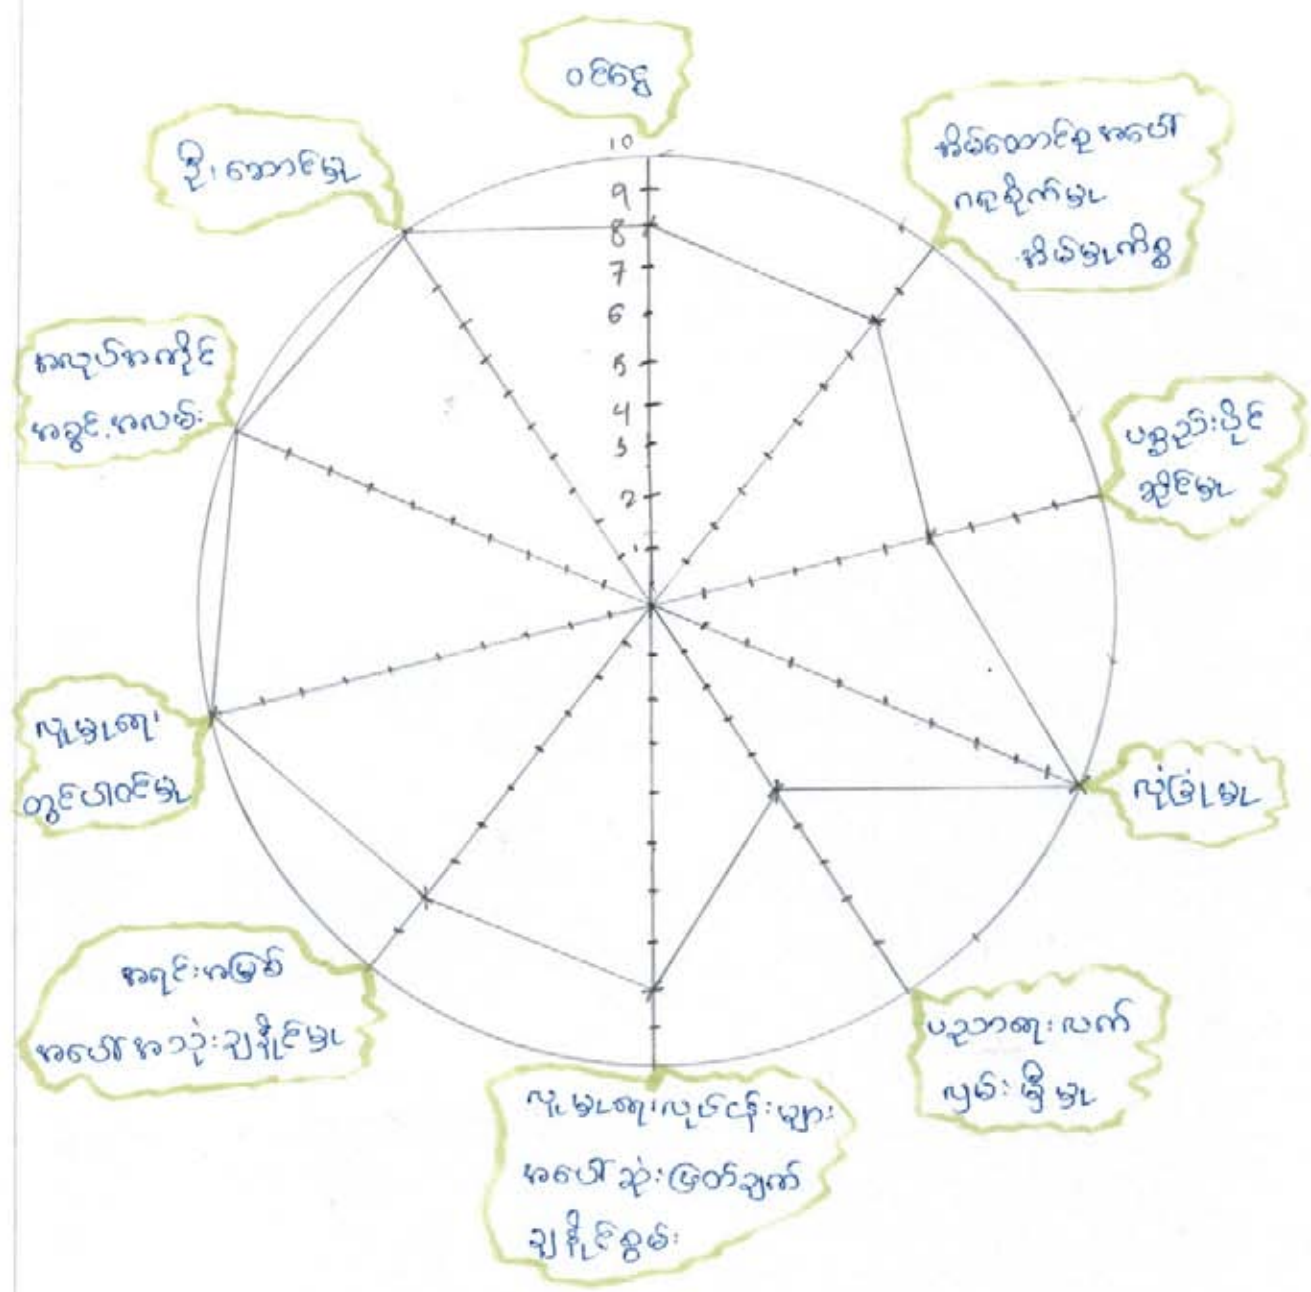 ဝင်ငွေ
10
9
8
7
6
5
4
3
2
1
အိမ်ထောင်စုအပေါ်
ဂရုစိုက်မှု
အိမ်မှုကိစ္စ
ပစ္စည်းပိုင်
ဆိုင်မှု
လုံခြုံမှု
ပညာရေးလက်
လှမ်းမှီမှု
လူမှုရေးလုပ်ငန်းများ
အပေါ်ဆုံးဖြတ်ချက်
ချနိုင်စွမ်း
အရင်းအမြစ်
အပေါ်အသုံးချနိုင်မှု
လူမှုရေး
တွင်ပါဝင်မှု
အလုပ်အကိုင်
အခွင့်အလမ်း
ဦးဆောင်မှု